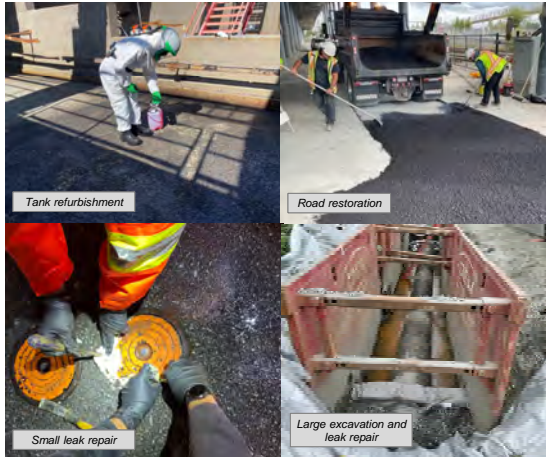 Tank refurbishment
Road restoration
Small leak repair
Large excavation and
leak repair